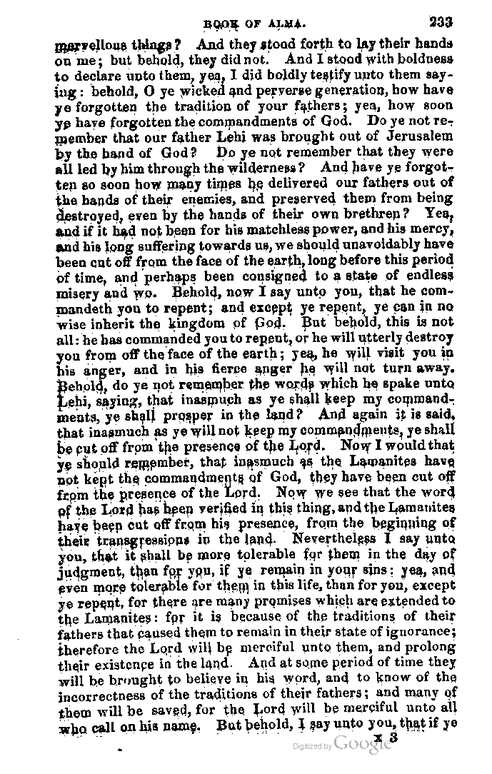 BOOK OF ALMA. 233
marvellous things? And they stood forth to lay their hands
on me; but behold, they did not. And I stood with boldness
to declare unto them, yea, I did boldly testify unto them say-
ing: behold, O ye wicked and perverse generation, how have
ye forgotten the tradition of your fathers; yea, how soon
ye have forgotten the commandments of God. Do ye not re-
member that our father Lehi was brought out of Jerusalem
by the hand of God? Do ye not remember that they were
all led by him through the wilderness? And have ye forgot-
ten so soon how many times he delivered our fathers out of
the hands of their enemies, and preserved them from being
destroyed, even by the hands of their own brethren? Yea,
and if it had not been for his matchless power, and his mercy,
and his long suffering towards us, we should unavoidably have
been cut off from the face of the earth, long before this period
of time, and perhaps been consigned to a state of endless
misery and wo. Behold, now I say unto you, that he com-
mandeth you to repent; and except ye repent, ye can in no
wise inherit the kingdom of God. But behold, this is not
all: he has commanded you to repent, or he will utterly destroy
you from off the face of the earth; yea, he will visit you in
his anger, and in his fierce anger he will not turn away.
Behold, do ye not remember the words which he spake unto
Lehi, saying, that inasmuch as ye shall keep my command-
ments, ye shall prosper in the land? And again it is said,
that inasmuch as ye will not keep my commandments, ye shall
be cut off from the presence of the Lord. Now I would that
ye should remember, that inasmuch as the Lamanites have
not kept the commandments of God, they have been cut off
from the presence of the Lord. Now we see that the word
of the Lord has been verified in this thing, and the Lamanites
have been cut off from his presence, from the beginning of
their transgressions in the land. Nevertheless I say unto
you, that it shall be more tolerable for them in the day of
judgment, than for you, if ye remain in your sins: yea, and
even more tolerable for them in this life, than for you, except
ye repent, for there are many promises which are extended to
the Lamanites: for it is because of the traditions of their
fathers that caused them to remain in their state of ignorance;
therefore the Lord will be merciful unto them, and prolong
their existence in the land. And at some period of time they
will be brought to believe in his word, and to know of the
incorrectness of the traditions of their fathers; and many of
them will be saved, for the Lord will be merciful unto all
who call on his name. But behold, I say unto you, that if ye
X 3
Digitized by Google